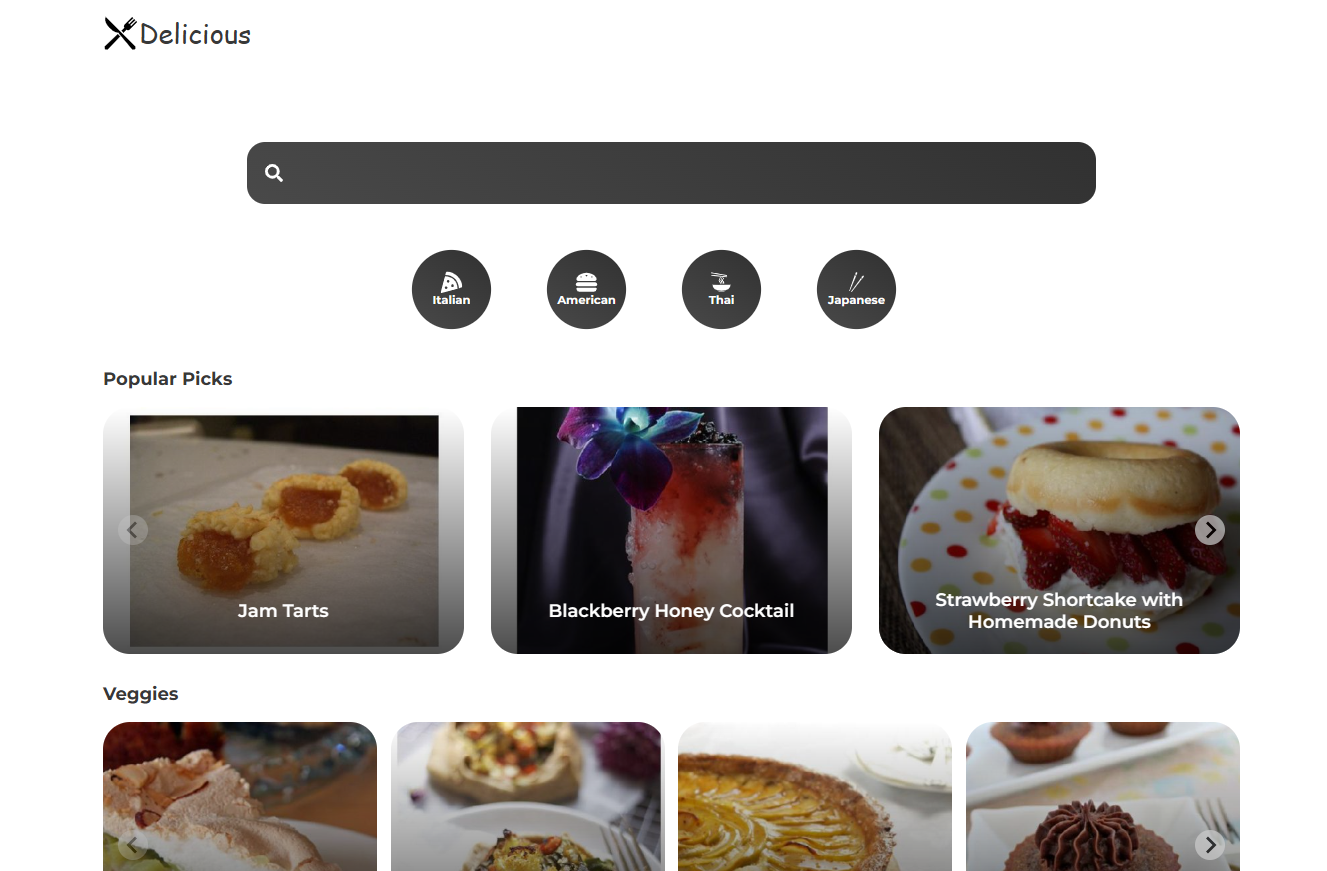 Delicious
Italian
American
Thai
Japanese
Popular Picks
Jam Tarts
Blackberry Honey Cocktail
Strawberry Shortcake with
Homemade Donuts
Veggies